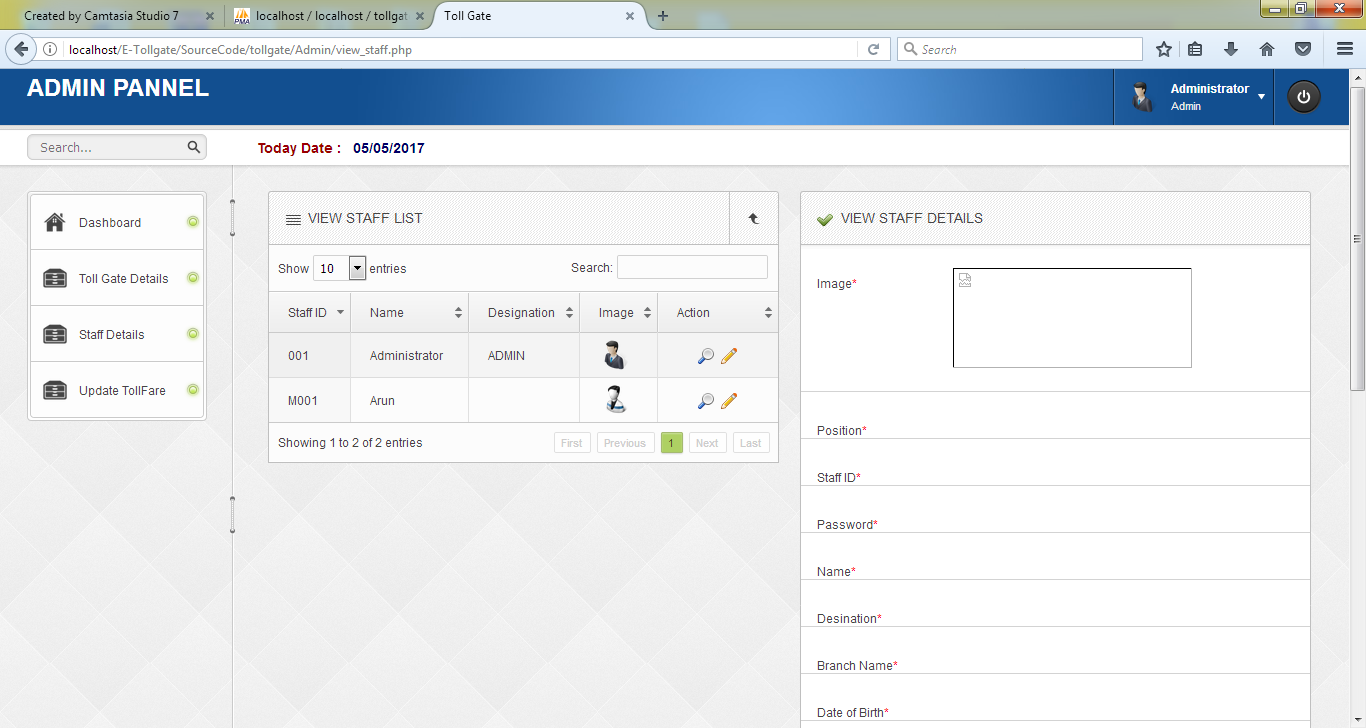 Created by Camtasia Studio 7
PMA localhost / localhost / tollgat
Toll Gate
localhost/E-Tollgate/SourceCode/tollgate/Admin/view_staff.php
Search
ADMIN PANNEL
Administrator
Admin
Search...
Today Date : 05/05/2017
Dashboard
Toll Gate Details
Staff Details
Update TollFare
VIEW STAFF LIST
Show 10 entries
Search:
Staff ID Name Designation Image Action
001 Administrator ADMIN
M001 Arun
Showing 1 to 2 of 2 entries
First Previous 1 Next Last
VIEW STAFF DETAILS
Image*
Position*
Staff ID*
Password*
Name*
Desination*
Branch Name*
Date of Birth*